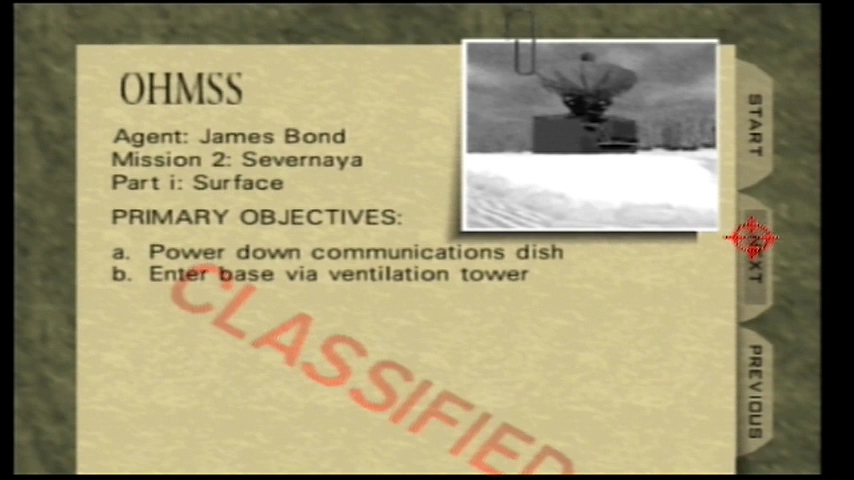 OHMSS
Agent: James Bond
Mission 2: Severnaya
Part i: Surface
PRIMARY OBJECTIVES:
a. Power down communications dish
b. Enter base via ventilation tower
CLASSIFIED
START
NEXT
PREVIOUS